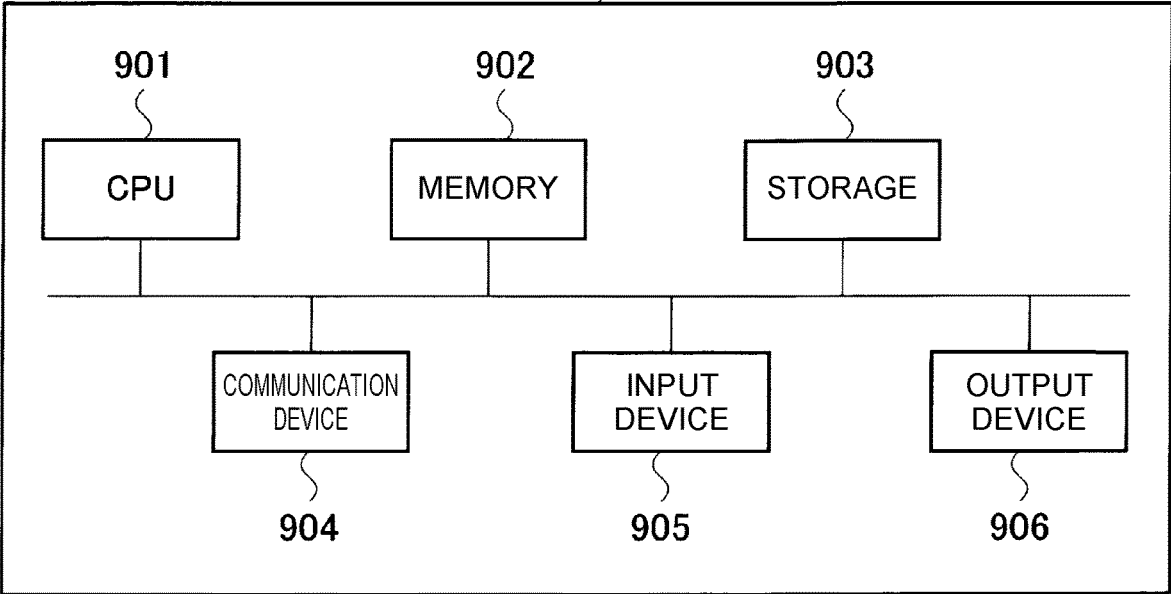 901
902
903
CPU
MEMORY
STORAGE
COMMUNICATION
DEVICE
INPUT
DEVICE
OUTPUT
DEVICE
904
905
906